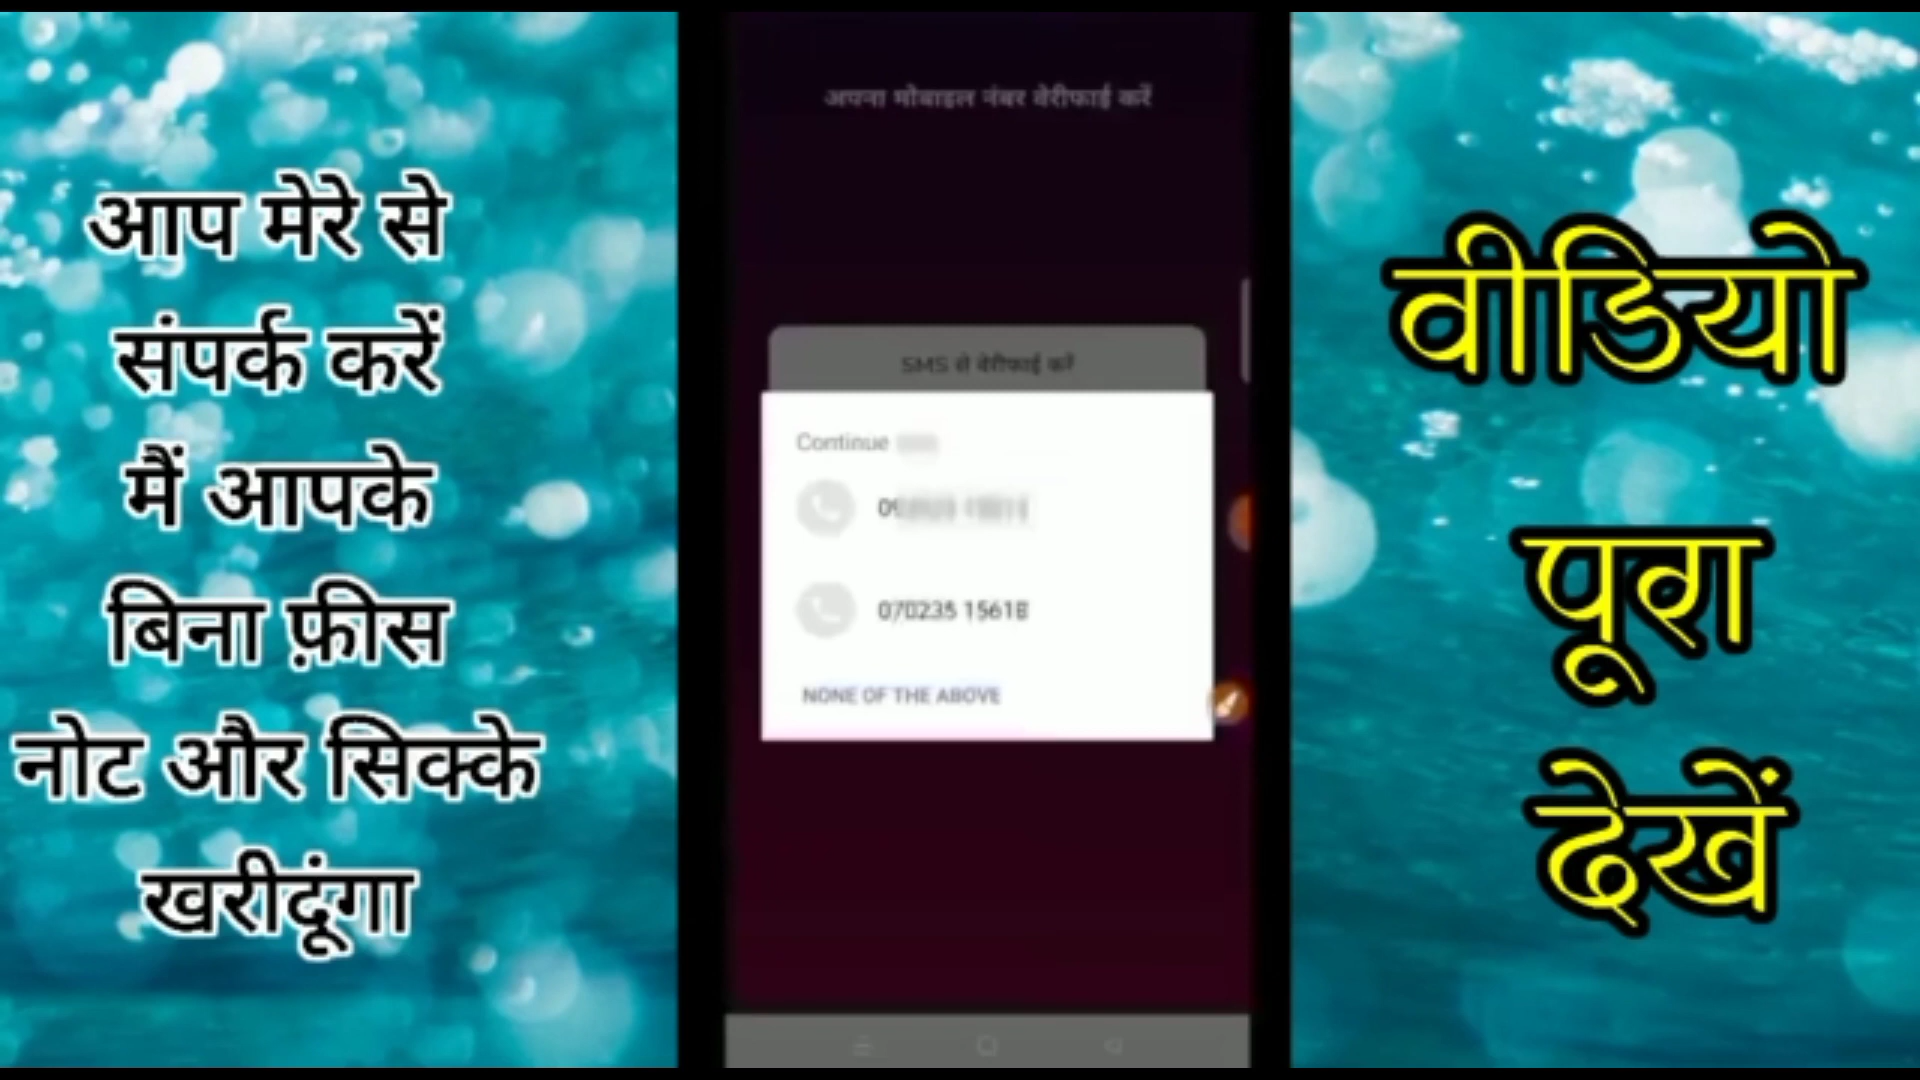 आप मेरे से
संपर्क करें
मैं आपके
बिना फ़ीस
नोट और सिक्के
खरीदूंगा
अपना मोबाइल नंबर वेरीफाई करें
SMS से वेरीफाई करें
Continue
070235 15618
NONE OF THE ABOVE
वीडियो
पूरा
देखें